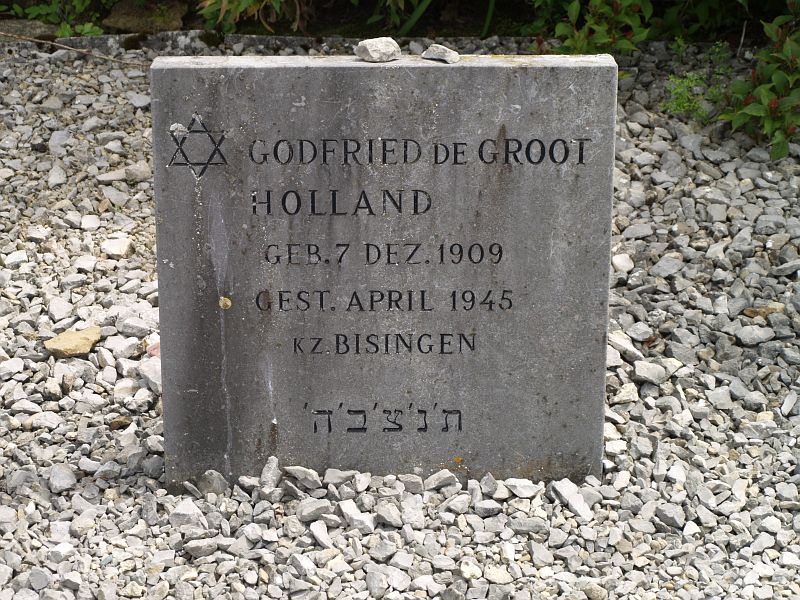 GODFRIED DE GROOT
HOLLAND
GEB. 7 DEZ. 1909
GEST. APRIL 1945
KZ. BISINGEN
ת'נ'צ'ב'ה'